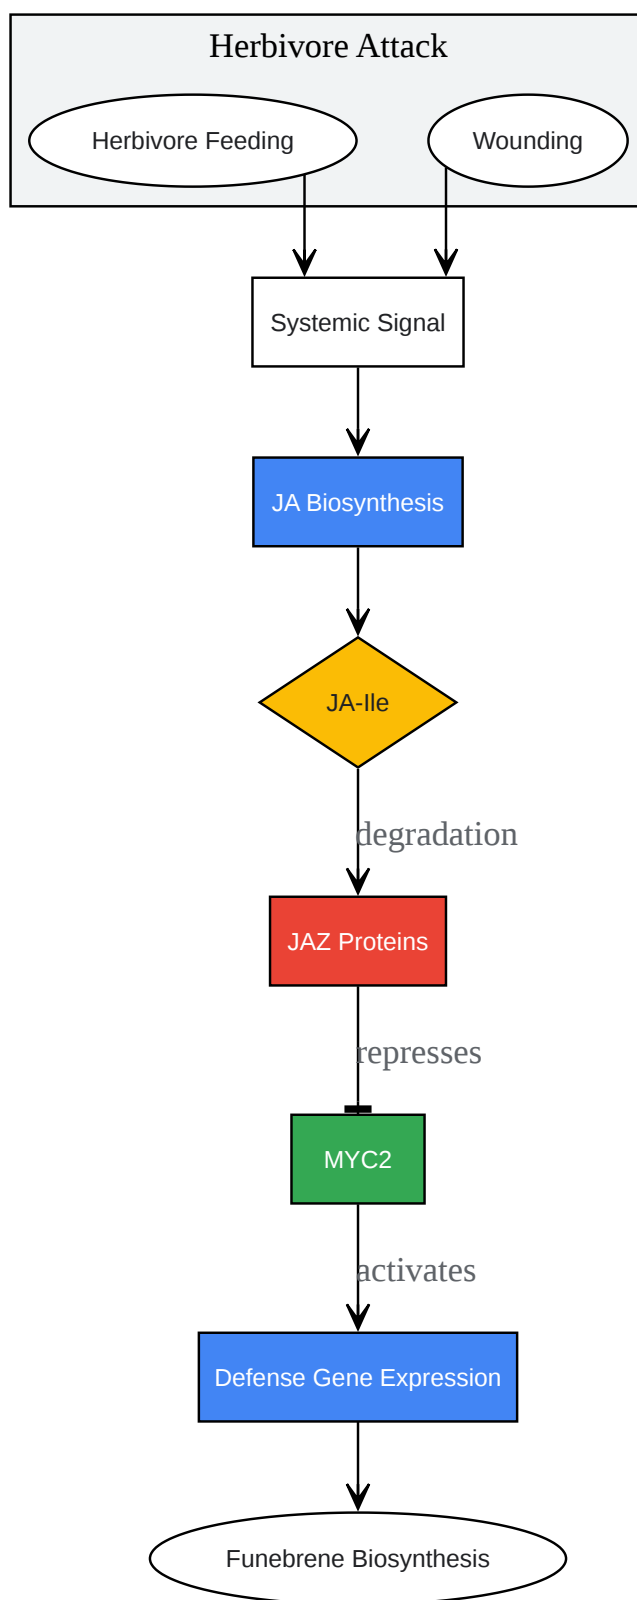 Herbivore Attack
Herbivore Feeding
Wounding
Systemic Signal
JA Biosynthesis
JA-Ile
degradation
JAZ Proteins
represses
MYC2
activates
Defense Gene Expression
Funebrene Biosynthesis